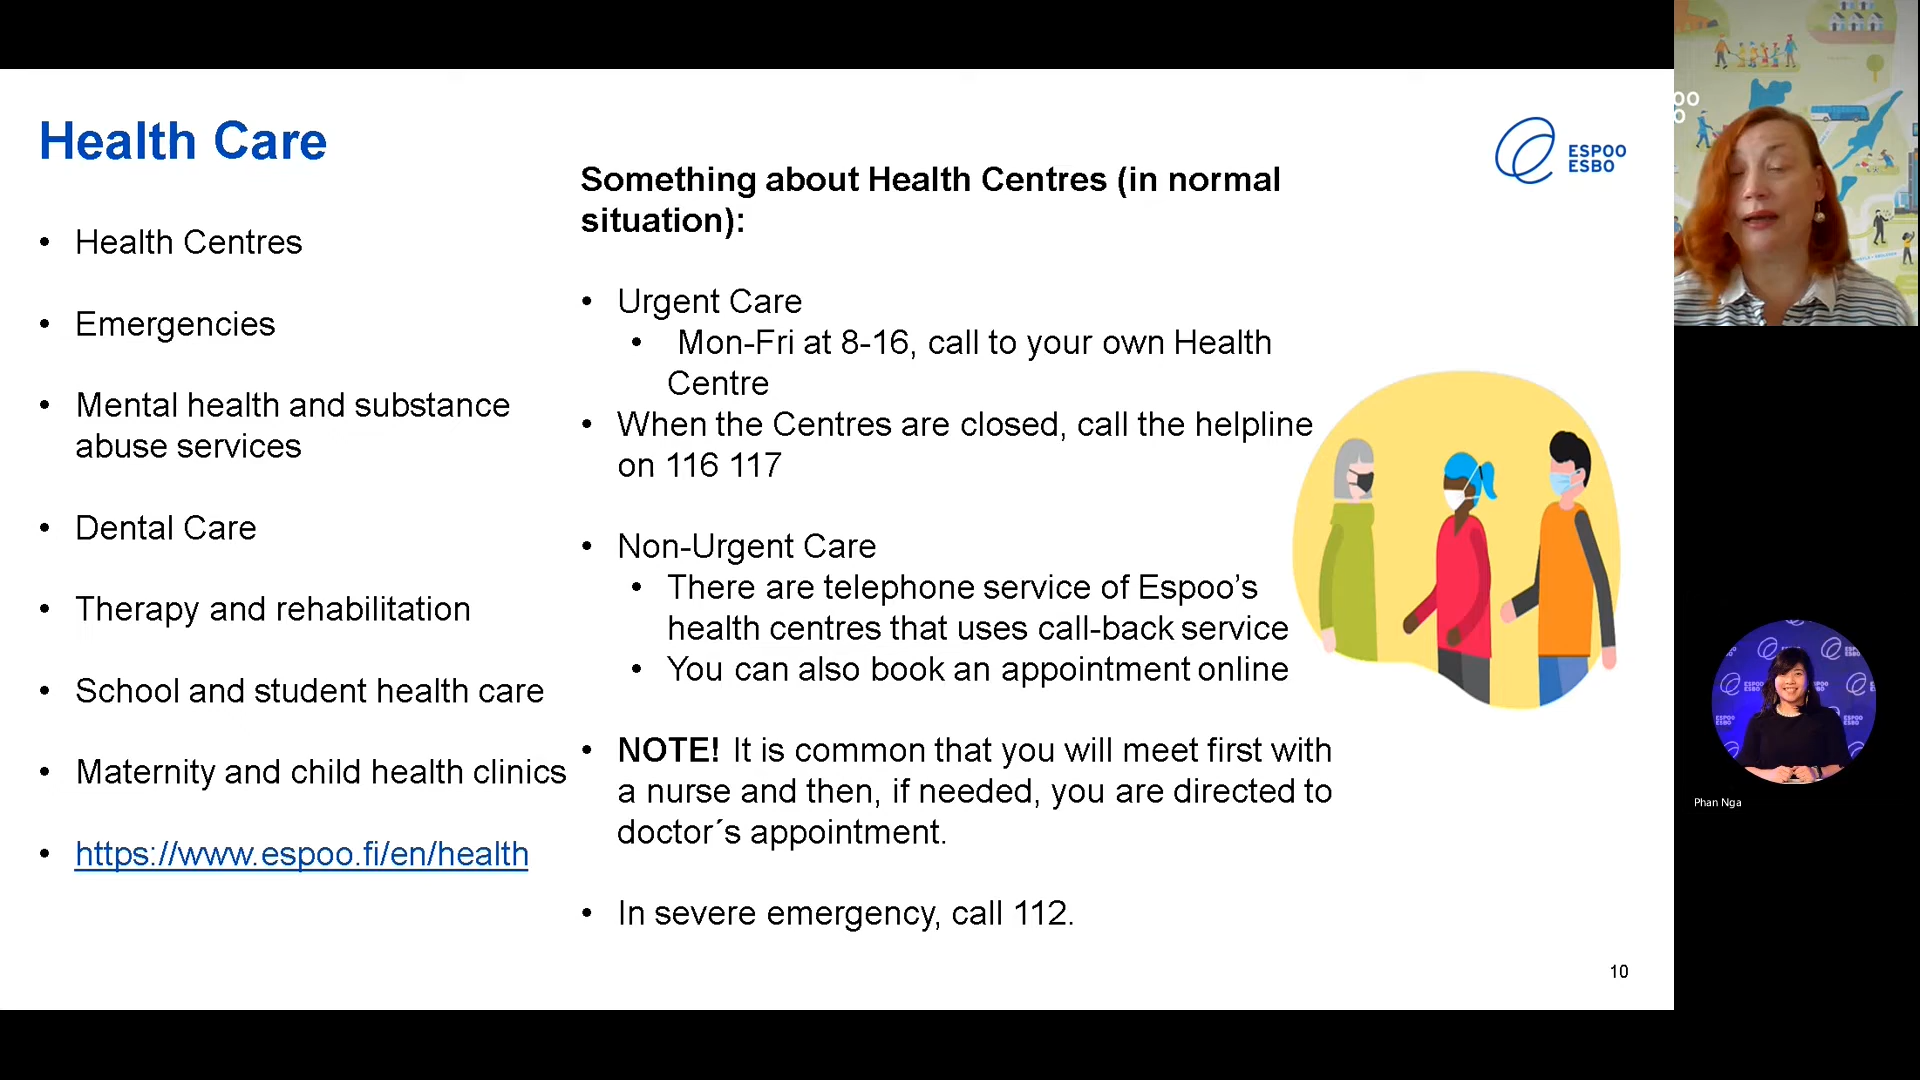 Health Care
• Health Centres
• Emergencies
• Mental health and substance
abuse services
• Dental Care
• Therapy and rehabilitation
• School and student health care
• Maternity and child health clinics
• https://www.espoo.fi/en/health
Something about Health Centres (in normal
situation):
• Urgent Care
• Mon-Fri at 8-16, call to your own Health
Centre
• When the Centres are closed, call the helpline
on 116 117
• Non-Urgent Care
• There are telephone service of Espoo’s
health centres that uses call-back service
• You can also book an appointment online
• NOTE! It is common that you will meet first with
a nurse and then, if needed, you are directed to
doctor´s appointment.
• In severe emergency, call 112.
ESPOO
ESBO
10
Phan Nga